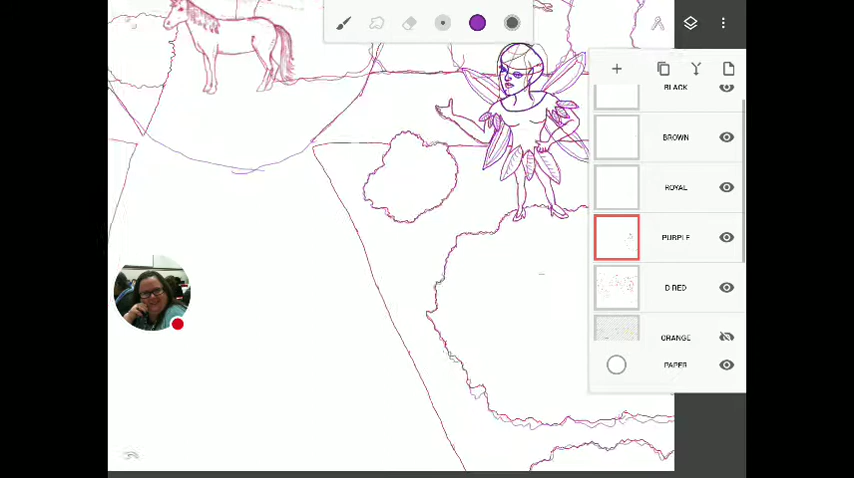 BLACK
BROWN
ROYAL
PURPLE
D RED
ORANGE
PAPER